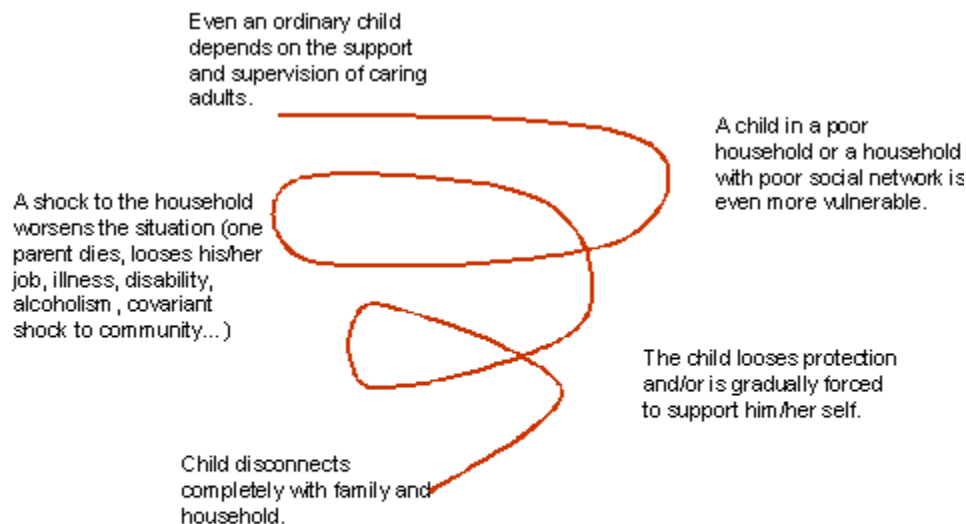 Even an ordinary child
depends on the support
and supervision of caring
adults.
A child in a poor
household or a household
with poor social network is
even more vulnerable.
A shock to the household
worsens the situation (one
parent dies, looses his/her
job, illness, disability,
alcoholism , covariant
shock to community... )
The child looses protection
and/or is gradually forced
to support him/her self.
Child disconnects
completely with family and
household.